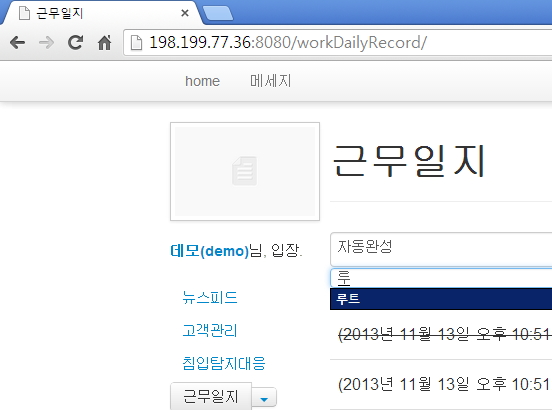 근무일지
198.199.77.36:8080/workDailyRecord/
home 메세지
근무일지
데모(demo)님, 입장.
자동완성
루
루트
뉴스피드
고객관리
침입탐지대응
근무일지
(2013년 11월 13일 오후 10:51
(2013년 11월 13일 오후 10:51